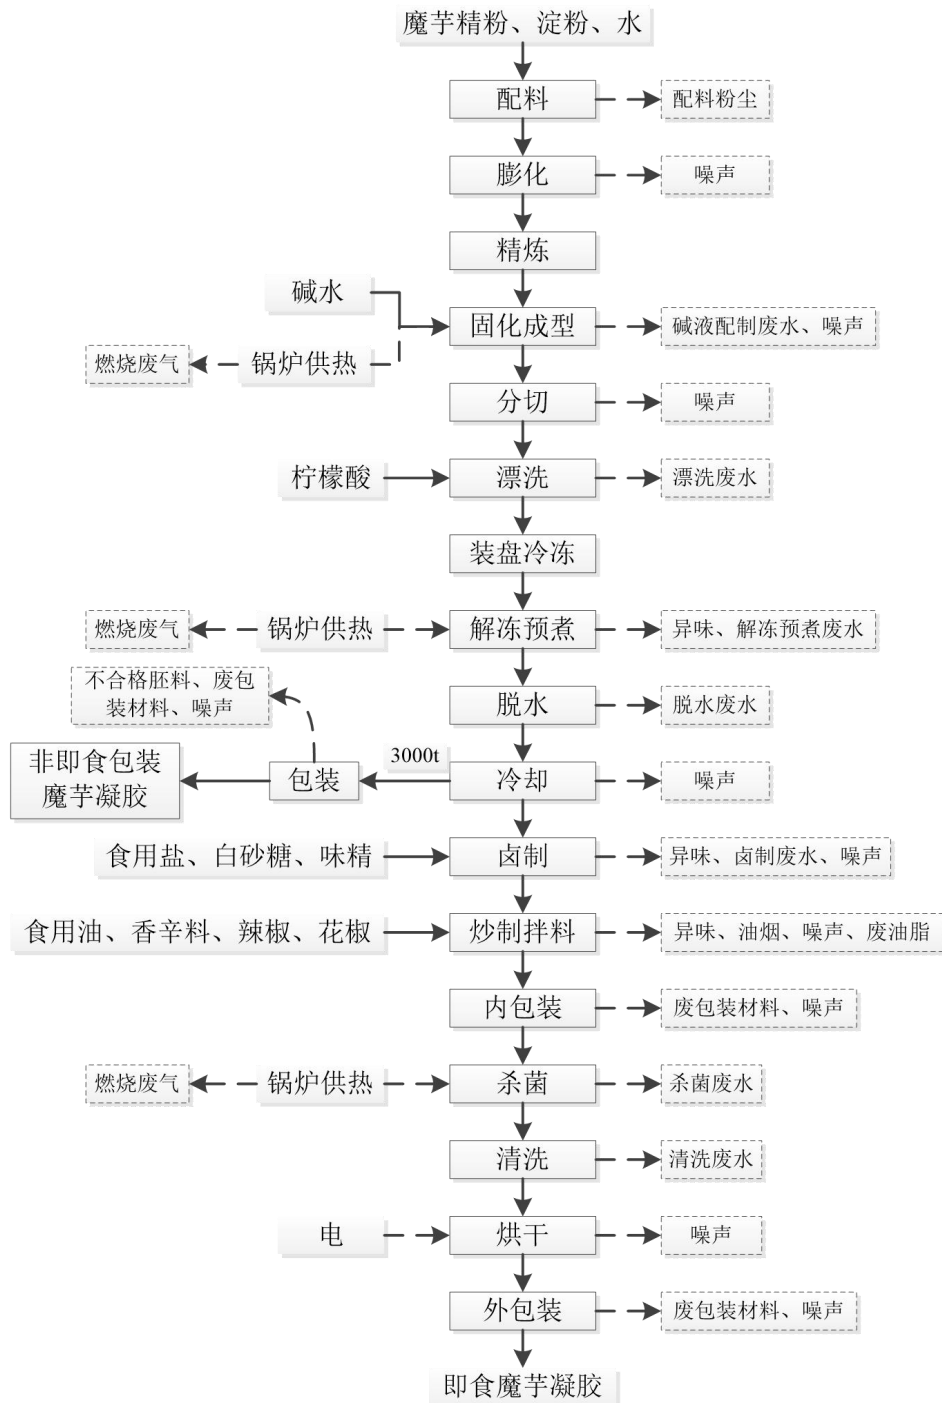 魔芋精粉、淀粉、水
配料
配料粉尘
膨化
噪声
精炼
碱水
固化成型
碱液配制废水、噪声
燃烧废气
锅炉供热
分切
噪声
柠檬酸
漂洗
漂洗废水
装盘冷冻
燃烧废气
锅炉供热
解冻预煮
异味、解冻预煮废水
不合格胚料、废包
装材料、噪声
脱水
脱水废水
3000t
非即食包装
魔芋凝胶
包装
冷却
噪声
食用盐、白砂糖、味精
卤制
异味、卤制废水、噪声
食用油、香辛料、辣椒、花椒
炒制拌料
异味、油烟、噪声、废油脂
内包装
废包装材料、噪声
燃烧废气
锅炉供热
杀菌
杀菌废水
清洗
清洗废水
电
烘干
噪声
外包装
废包装材料、噪声
即食魔芋凝胶